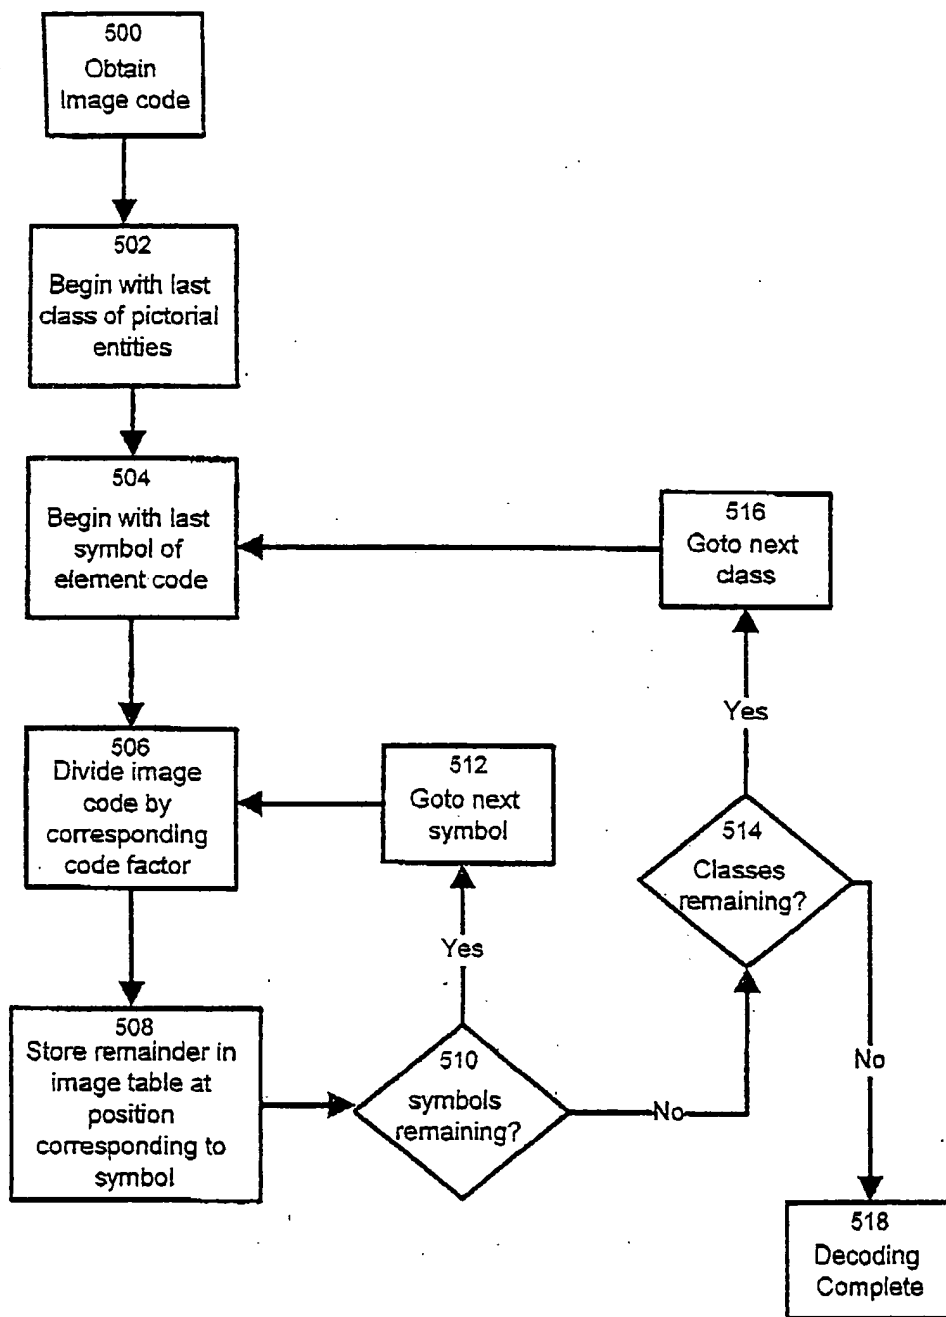 500
Obtain
Image code
502
Begin with last
class of pictorial
entities
504
Begin with last
symbol of
element code
516
Goto next
class
Yes
506
Divide image
code by
corresponding
code factor
512
Goto next
symbol
514
Classes
remaining?
Yes
508
Store remainder in
image table at
position
corresponding to
symbol
510
symbols
remaining?
No
No
518
Decoding
Complete